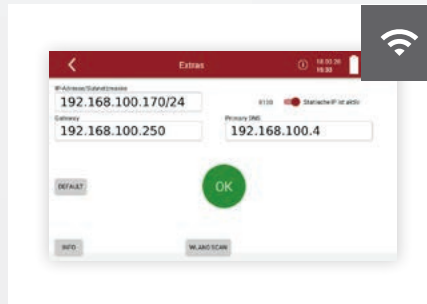 Extras
IP-Adresse/Subnetzmaske
192.168.100.170/24
Statische IP ist aktiv
Gateway
192.168.100.250
Primary DNS
192.168.100.4
DEFAULT
OK
INFO
WLAN0 SCAN